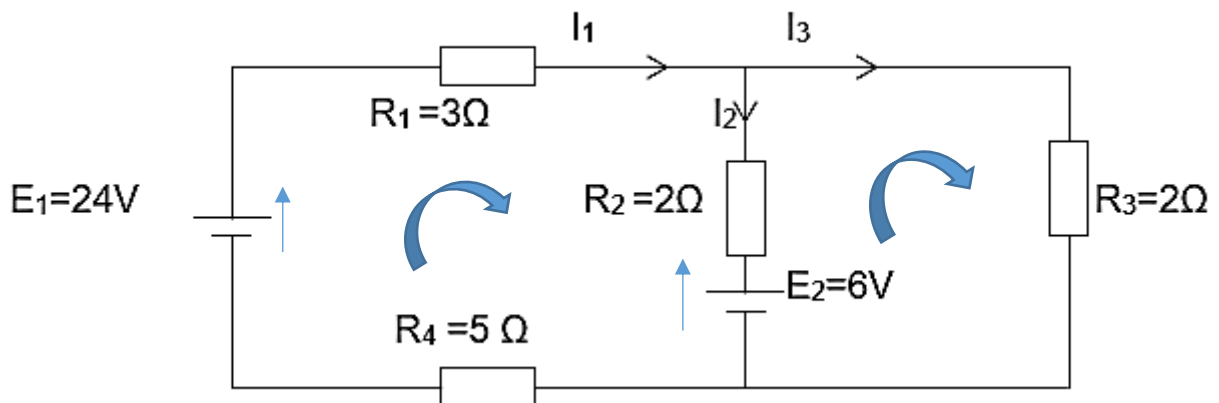 I₁
I₃
R₁ =3Ω
I₂
E₁=24V
R₂ =2Ω
R₃=2Ω
E₂=6V
R₄ =5 Ω